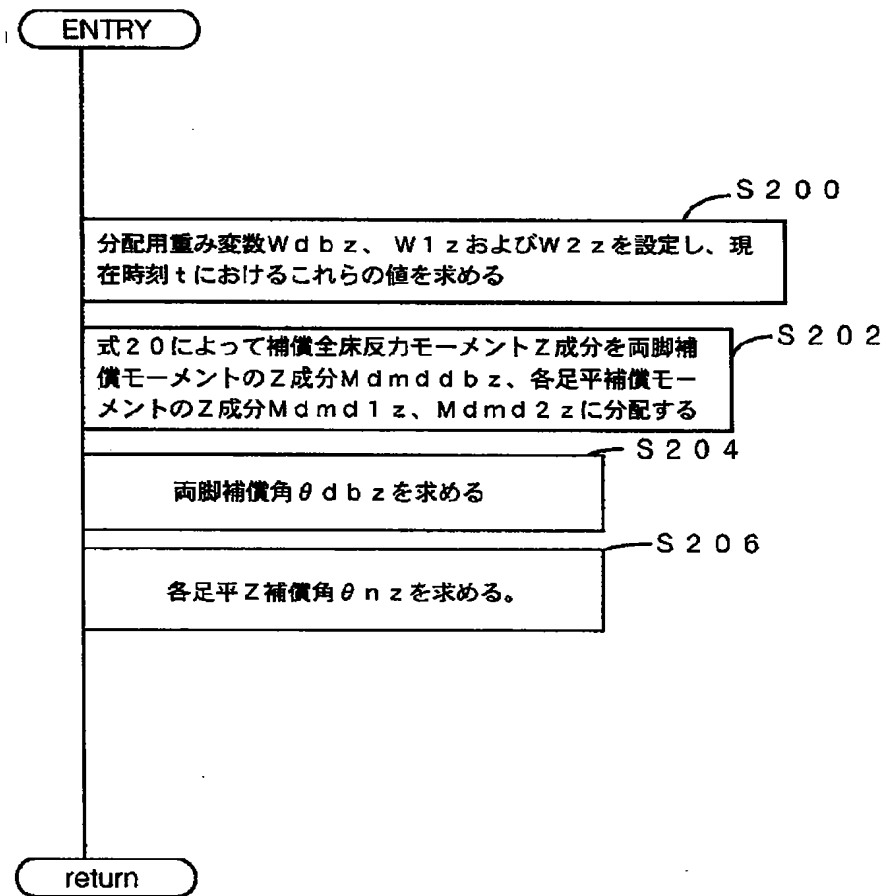 ENTRY
S200
分配用重み変数Wdbz、W1zおよびW2zを設定し、現
在時刻tにおけるこれらの値を求める
S202
式20によって補償全床反力モーメントZ成分を両脚補
償モーメントのZ成分Mdmddbz、各足平補償モー
メントのZ成分Mdmd1z、Mdmd2zに分配する
S204
両脚補償角θdbzを求める
S206
各足平Z補償角θnzを求める。
return